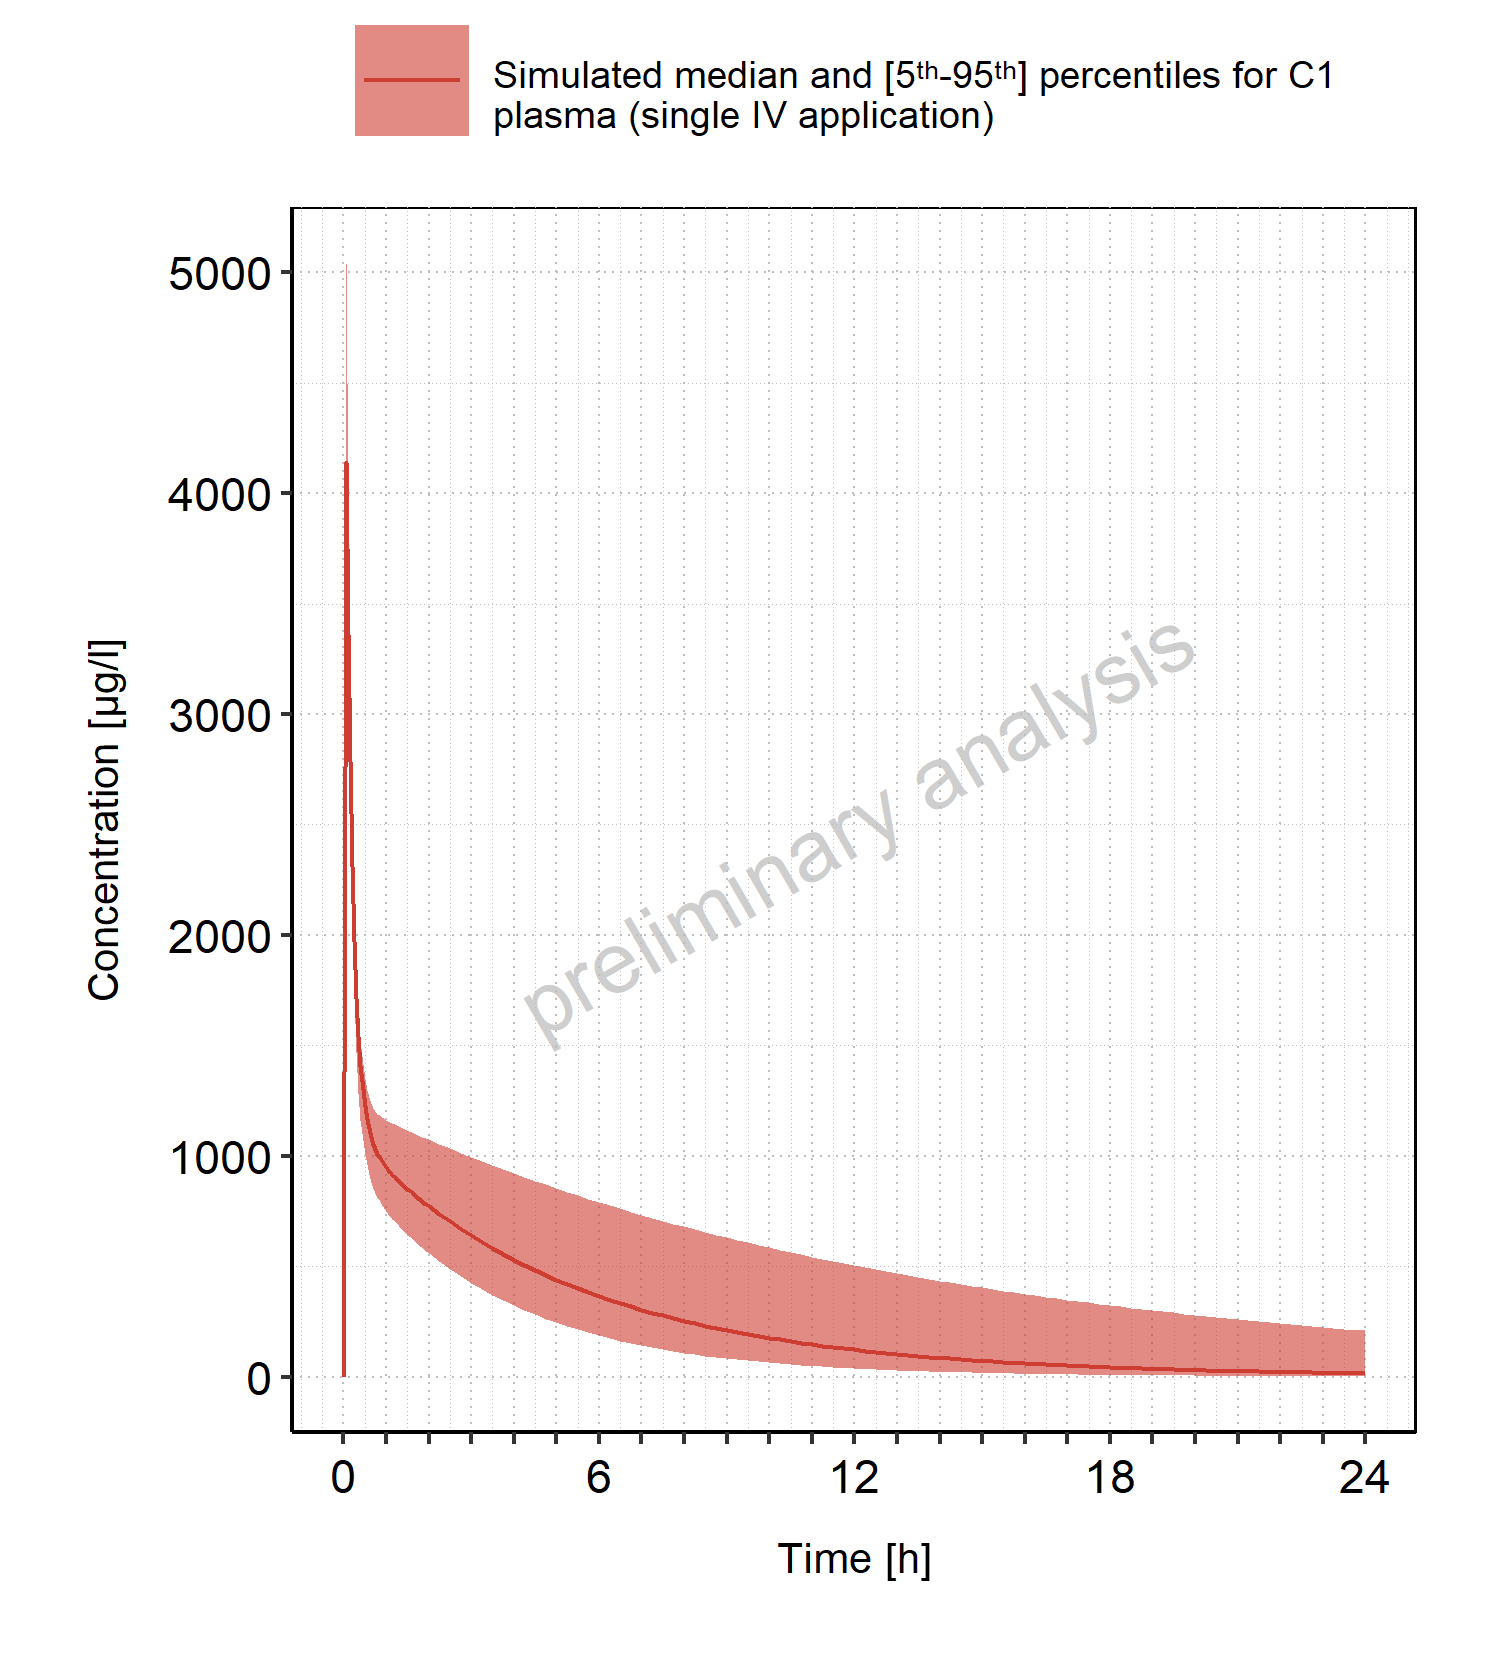 Simulated median and [5th-95th] percentiles for C1
plasma (single IV application)
5000
4000
3000
2000
1000
0
Concentration [µg/l]
preliminary analysis
0 6 12 18 24
Time [h]